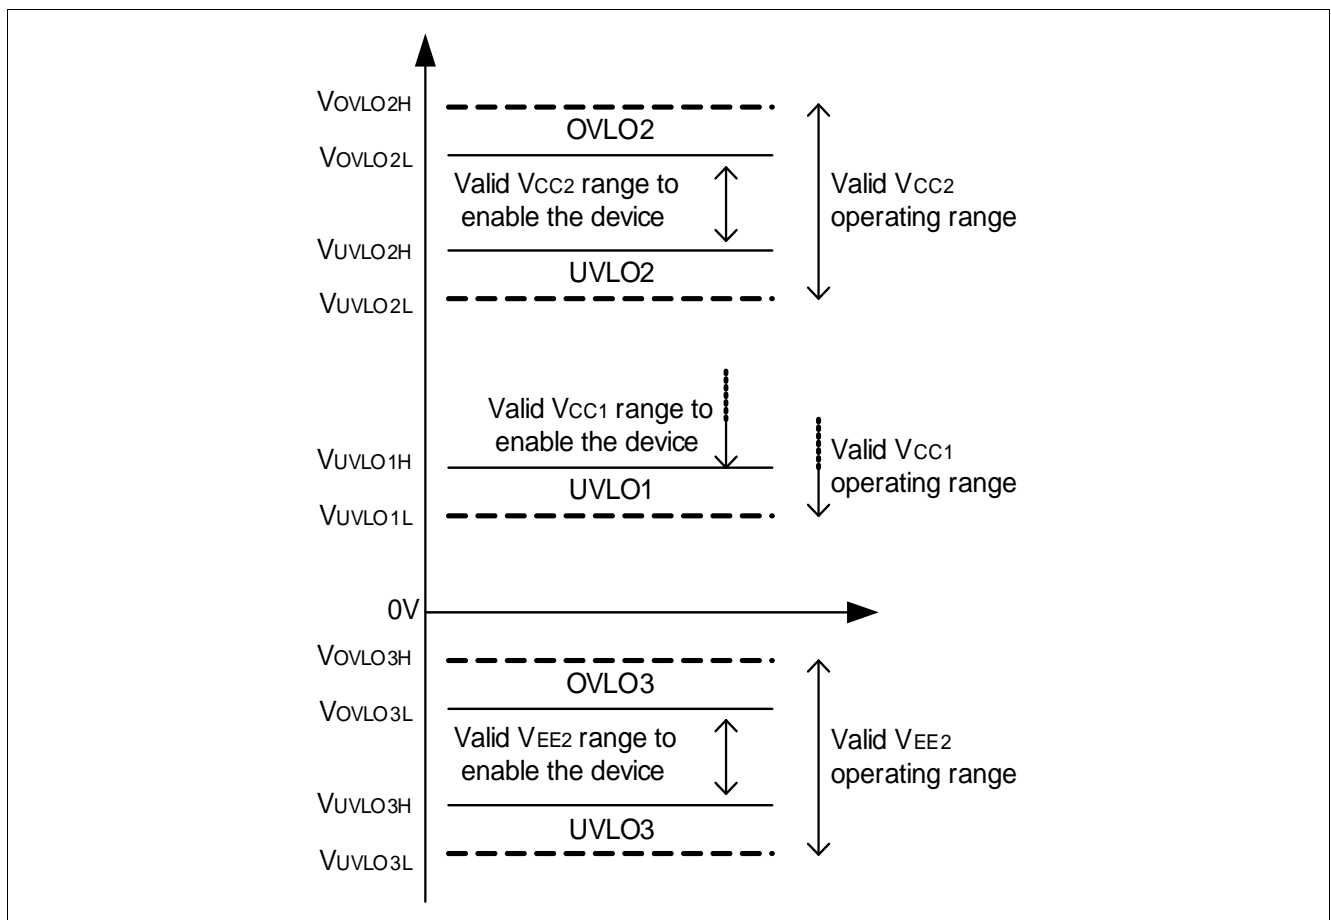 VOVLO2H
OVLO2
VOVLO2L
Valid VCC2 range to
enable the device
Valid VCC2
operating range
VUVLO2H
UVLO2
VUVLO2L
Valid VCC1 range to
enable the device
Valid VCC1
operating range
VUVLO1H
UVLO1
VUVLO1L
0V
VOVLO3H
OVLO3
VOVLO3L
Valid VEE2 range to
enable the device
Valid VEE2
operating range
VUVLO3H
UVLO3
VUVLO3L